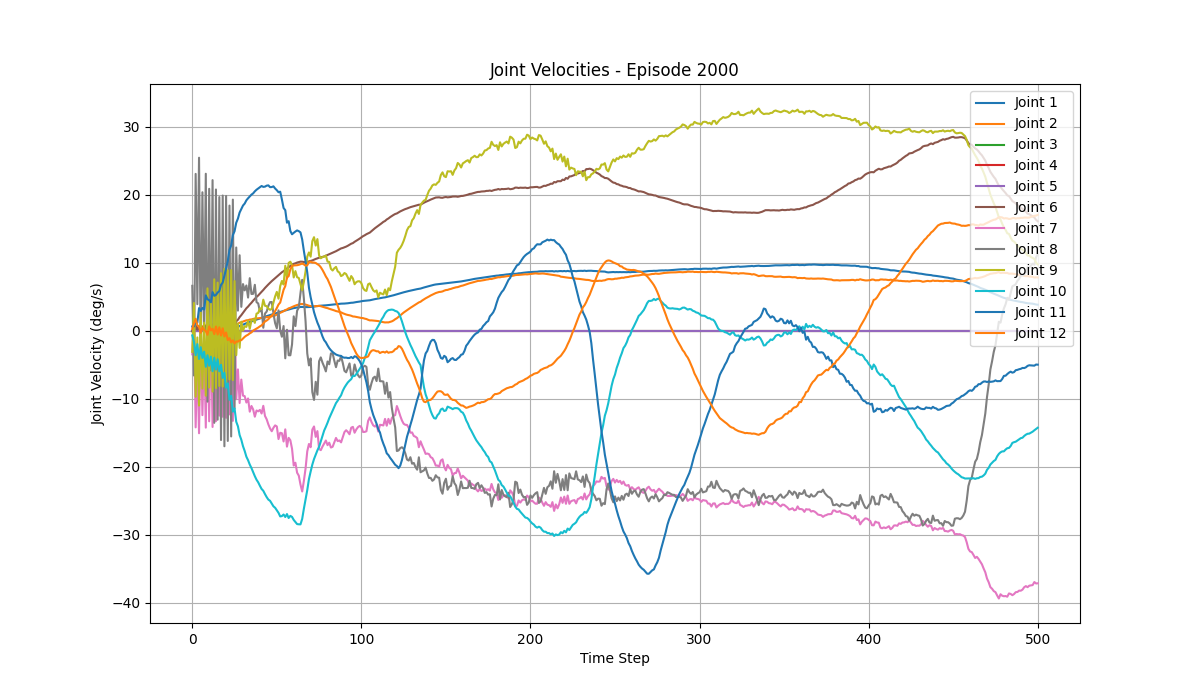 Joint Velocities - Episode 2000
Joint Velocity (deg/s)
30
20
10
0
−10
−20
−30
−40
0
100
200
300
400
500
Time Step
Joint 1
Joint 2
Joint 3
Joint 4
Joint 5
Joint 6
Joint 7
Joint 8
Joint 9
Joint 10
Joint 11
Joint 12